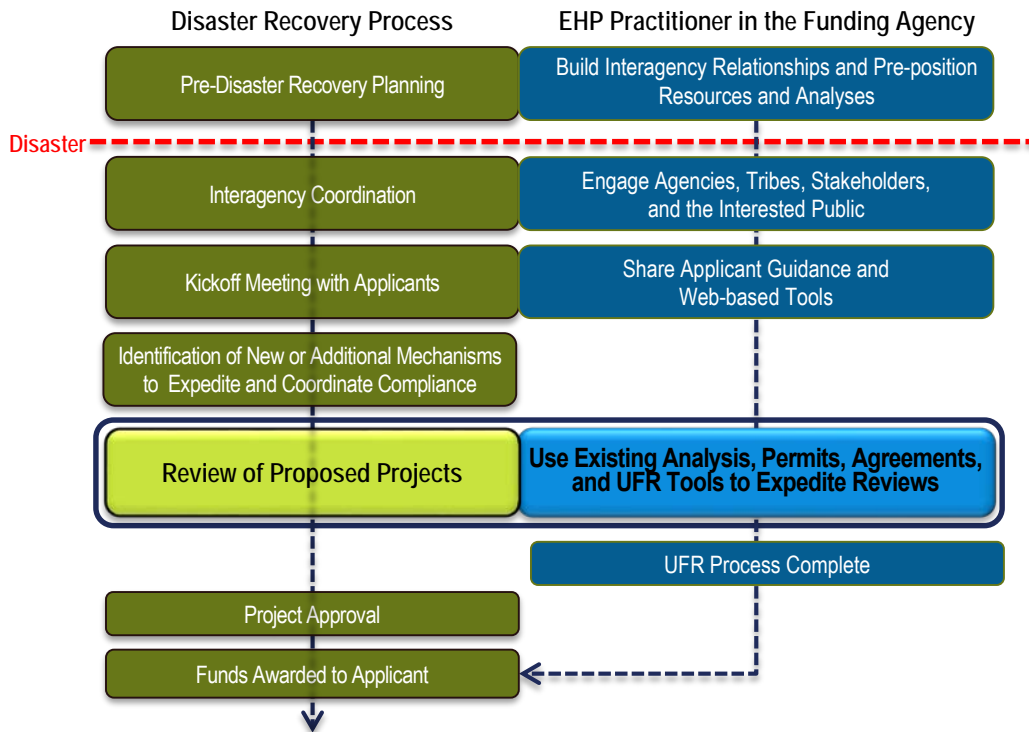 Disaster Recovery Process
EHP Practitioner in the Funding Agency
Pre-Disaster Recovery Planning
Build Interagency Relationships and Pre-position
Resources and Analyses
Disaster
Interagency Coordination
Engage Agencies, Tribes, Stakeholders,
and the Interested Public
Kickoff Meeting with Applicants
Share Applicant Guidance and
Web-based Tools
Identification of New or Additional Mechanisms
to Expedite and Coordinate Compliance
Review of Proposed Projects
Use Existing Analysis, Permits, Agreements,
and UFR Tools to Expedite Reviews
UFR Process Complete
Project Approval
Funds Awarded to Applicant